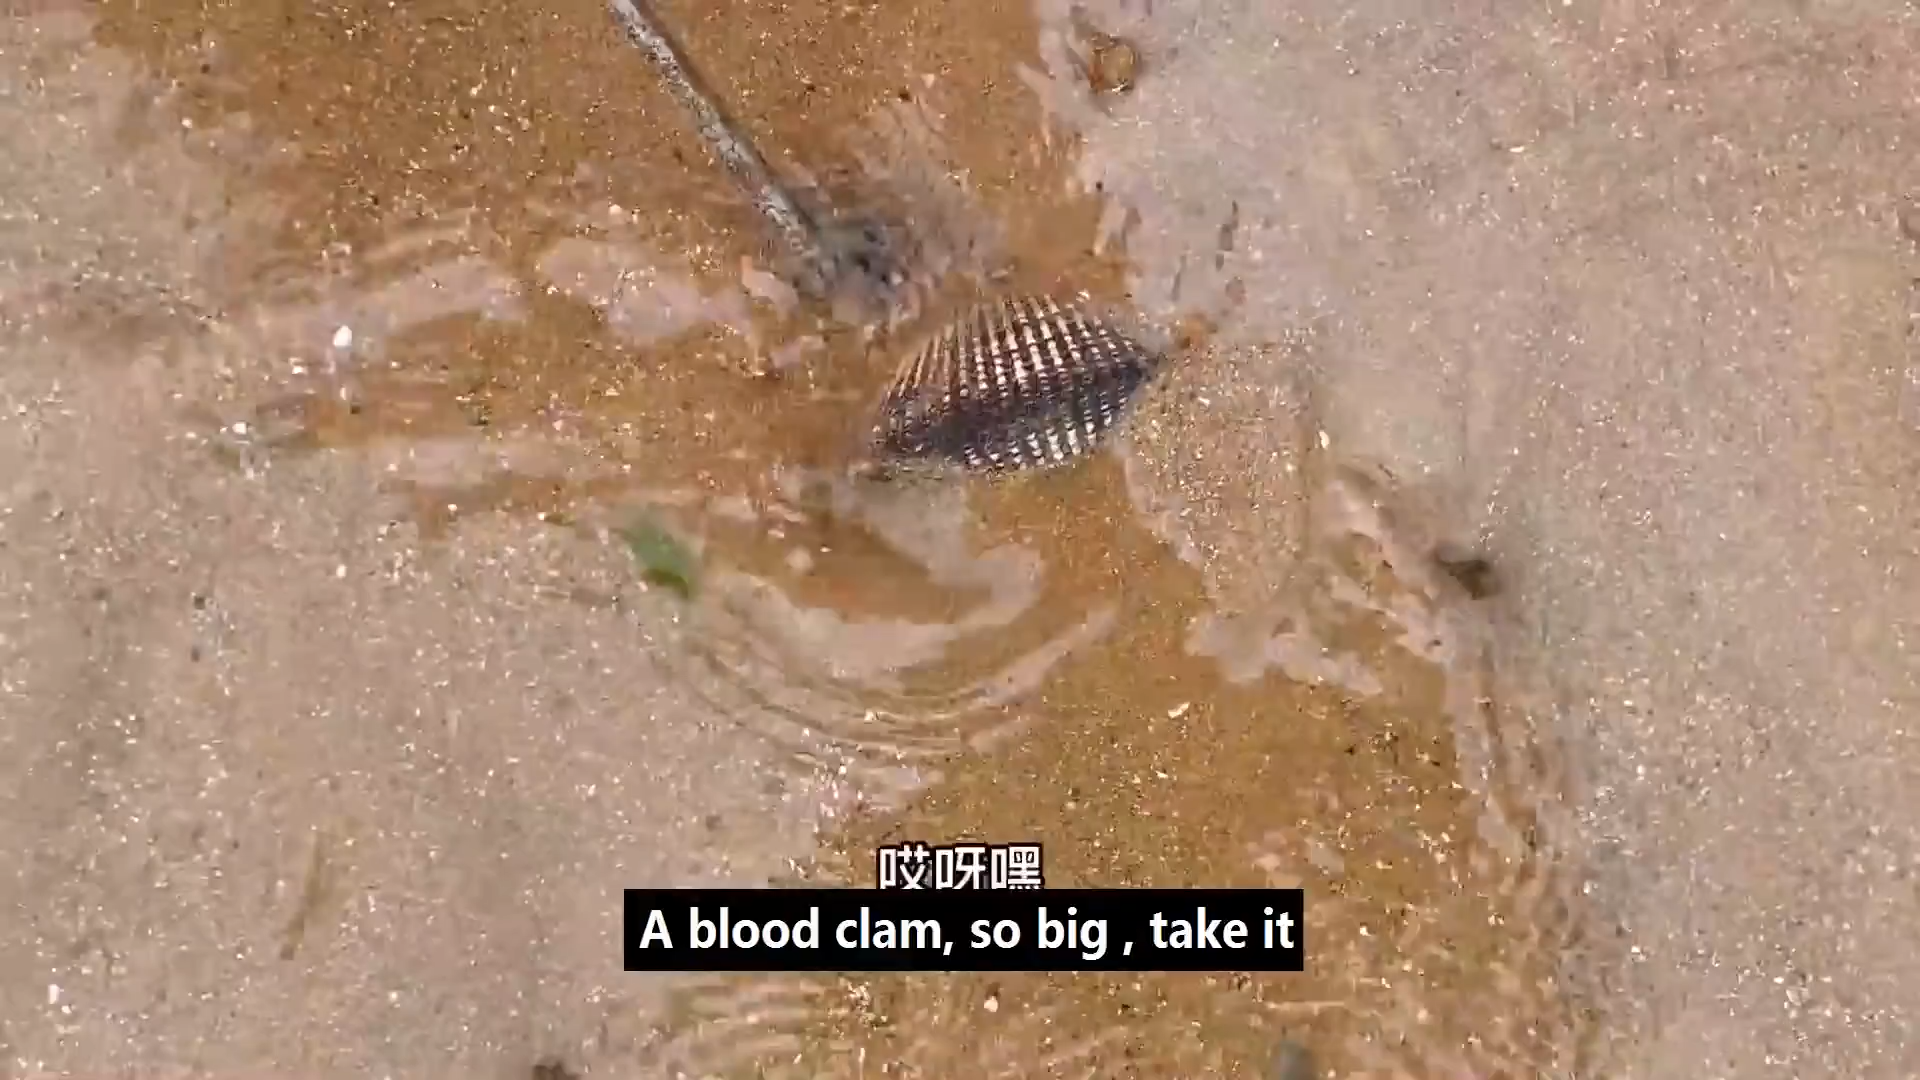 哎呀嘿
A blood clam, so big , take it